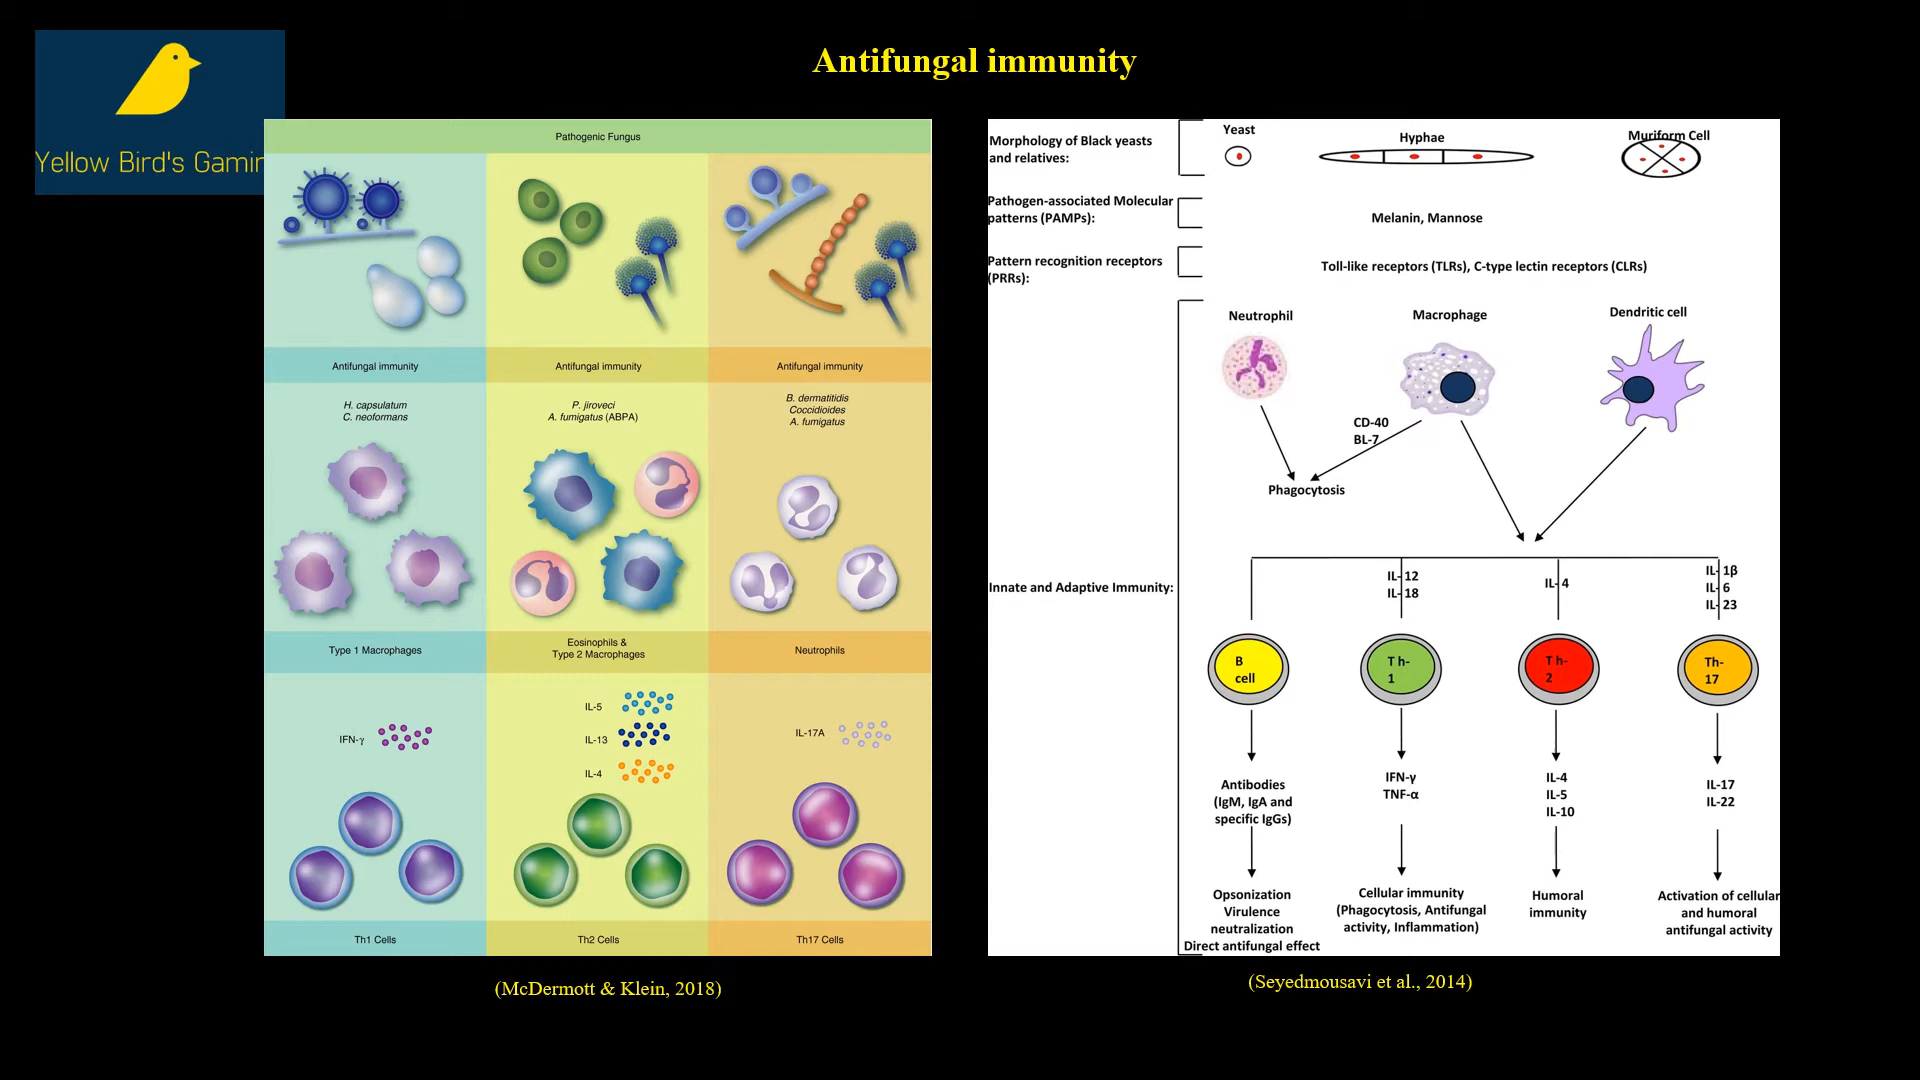 Antifungal immunity
Yellow Bird's Gamin
Pathogenic Fungus
Antifungal immunity
Antifungal immunity
Antifungal immunity
H. capsulatum
C. neoformans
P. jiroveci
A. fumigatus (ABPA)
B. dermatitidis
Coccidioides
A. fumigatus
Type 1 Macrophages
Eosinophils &
Type 2 Macrophages
Neutrophils
IFN-γ
IL-5
IL-13
IL-4
IL-17A
Th1 Cells
Th2 Cells
Th17 Cells
(McDermott & Klein, 2018)
Morphology of Black yeasts
and relatives:
Yeast
Hyphae
Muriform Cell
Pathogen-associated Molecular
patterns (PAMPs):
Melanin, Mannose
Pattern recognition receptors
(PRRs):
Toll-like receptors (TLRs), C-type lectin receptors (CLRs)
Neutrophil
Macrophage
Dendritic cell
CD-40
BL-7
Phagocytosis
Innate and Adaptive Immunity:
IL- 12
IL- 18
IL- 4
IL- 1β
IL- 6
IL- 23
B
cell
T h-
1
T h-
2
Th-
17
Antibodies
(IgM, IgA and
specific IgGs)
IFN-γ
TNF-α
IL-4
IL-5
IL-10
IL-17
IL-22
Opsonization
Virulence
neutralization
Direct antifungal effect
Cellular immunity
(Phagocytosis, Antifungal
activity, Inflammation)
Humoral
immunity
Activation of cellular
and humoral
antifungal activity
(Seyedmousavi et al., 2014)